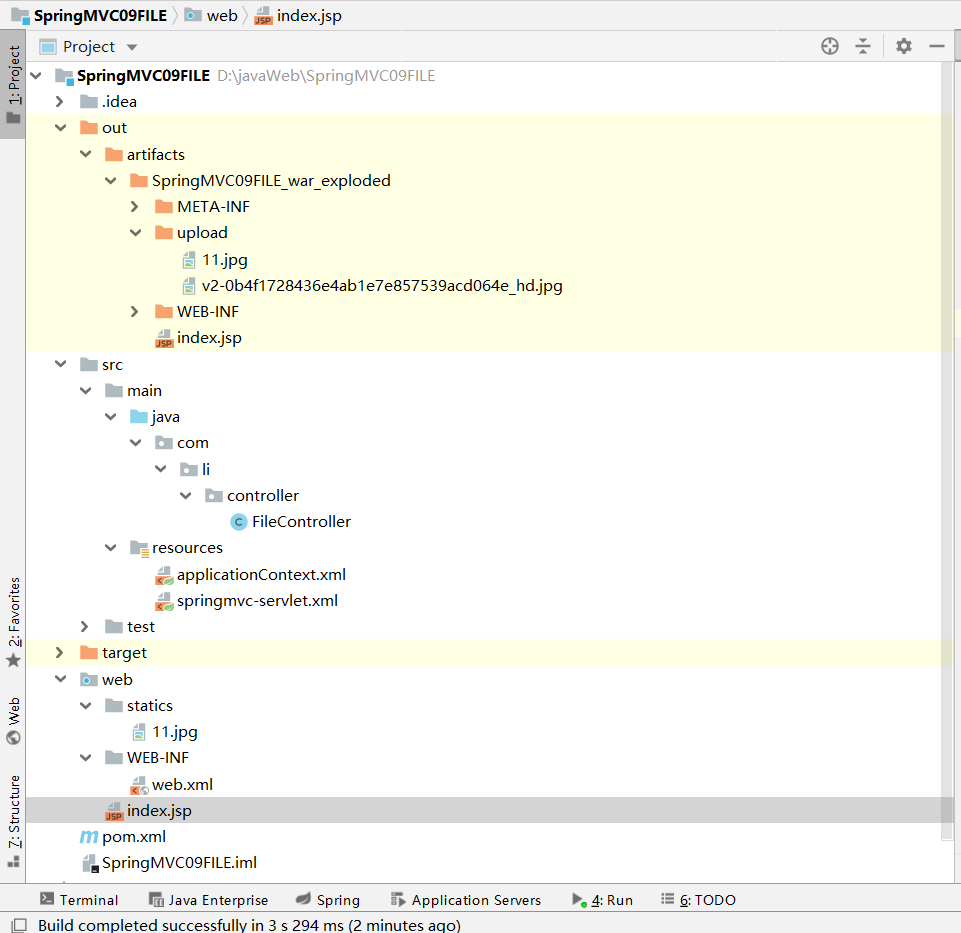 SpringMVC09FILE web index.jsp
Project
1: Project
SpringMVC09FILE D:\javaWeb\SpringMVC09FILE
.idea
out
artifacts
SpringMVC09FILE_war_exploded
META-INF
upload
11.jpg
v2-0b4f1728436e4ab1e7e857539acd064e_hd.jpg
WEB-INF
index.jsp
src
main
java
com
li
controller
FileController
resources
applicationContext.xml
springmvc-servlet.xml
test
target
web
statics
11.jpg
WEB-INF
web.xml
index.jsp
pom.xml
SpringMVC09FILE.iml
2: Favorites
Web
7: Structure
Terminal Java Enterprise Spring Application Servers 4: Run 6: TODO
Build completed successfully in 3 s 294 ms (2 minutes ago)